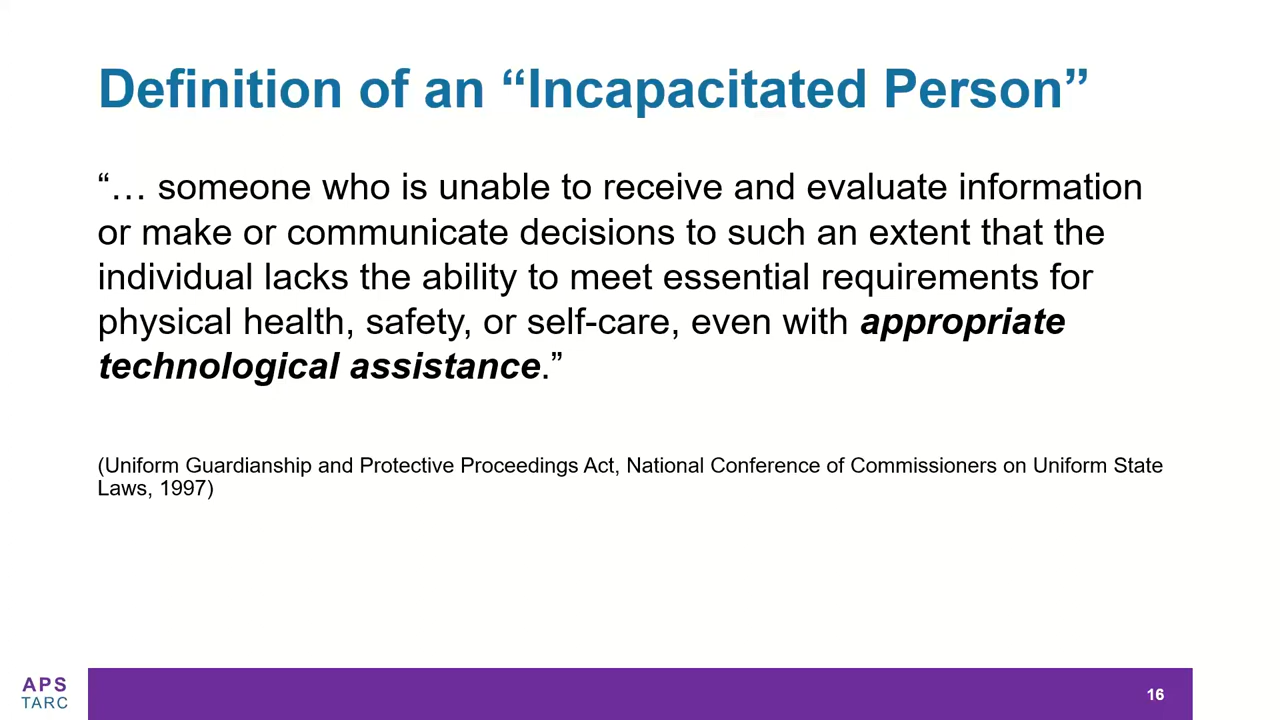 Definition of an “Incapacitated Person”
“… someone who is unable to receive and evaluate information
or make or communicate decisions to such an extent that the
individual lacks the ability to meet essential requirements for
physical health, safety, or self-care, even with appropriate
technological assistance.”
(Uniform Guardianship and Protective Proceedings Act, National Conference of Commissioners on Uniform State
Laws, 1997)
APS
TARC
16